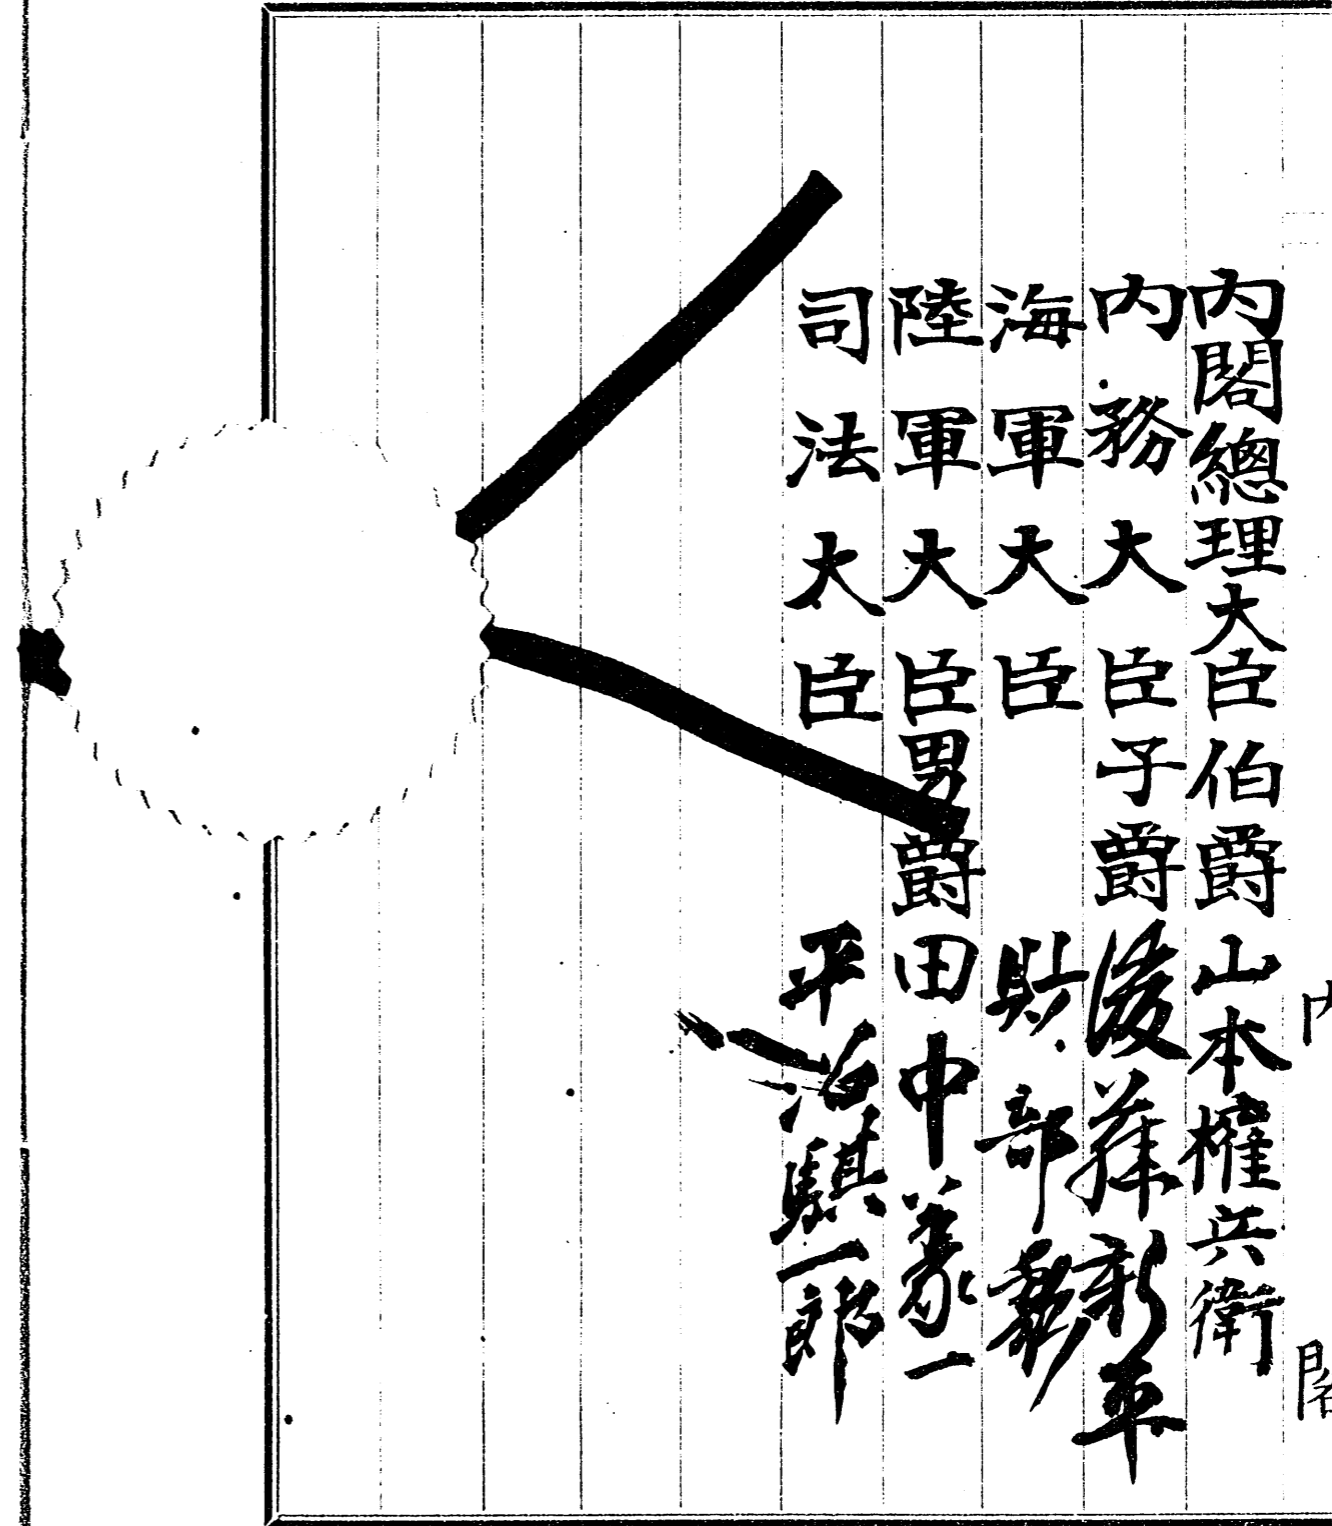 内閣
内閣總理大臣伯爵山本權兵衛
内務大臣子爵後藤新平
海軍大臣財部彪
陸軍大臣男爵田中義一
司法大臣平沼騏一郎